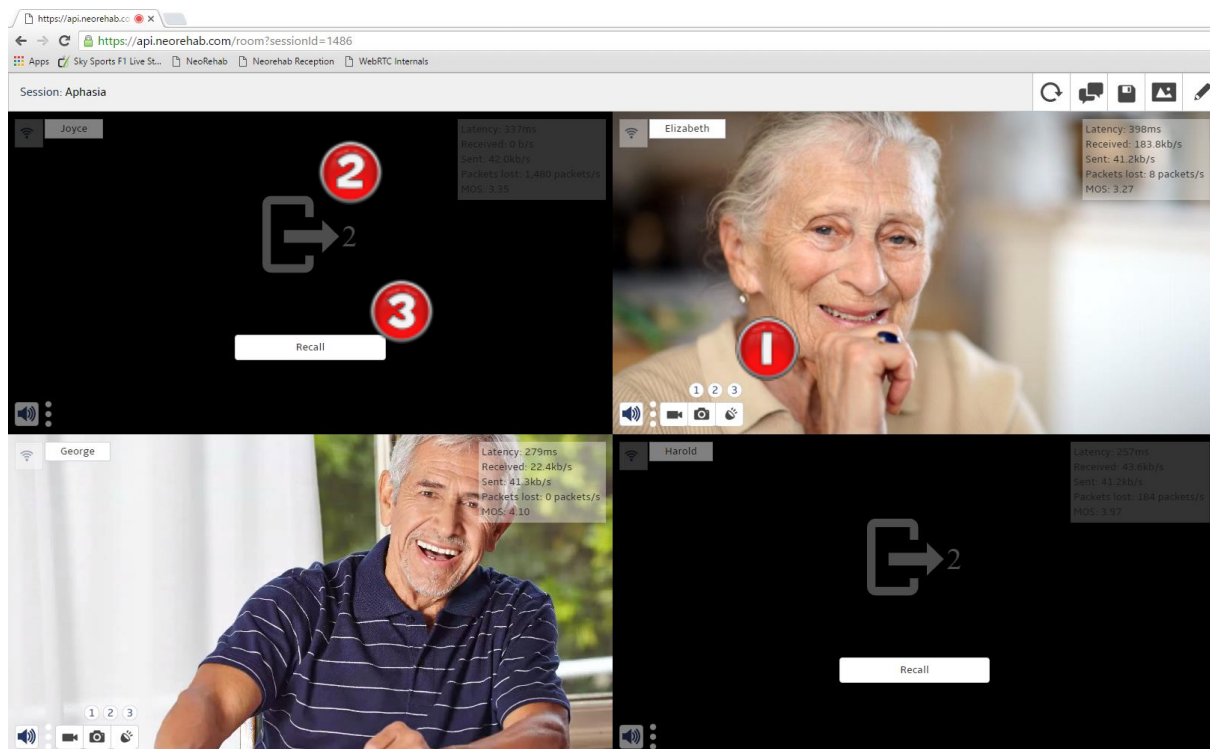 https://api.neorehab.co
https://api.neorehab.com/room?sessionId=1486
Apps Sky Sports F1 Live St... NeoRehab Neorehab Reception WebRTC Internals
Session: Aphasia
Joyce
Latency: 337ms
Received: 0 b/s
Sent: 42.0kb/s
Packets lost: 1,480 packets/s
MOS: 3.35
2
2
3
Recall
Elizabeth
Latency: 398ms
Received: 183.8kb/s
Sent: 41.2kb/s
Packets lost: 8 packets/s
MOS: 3.27
1
1 2 3
George
Latency: 279ms
Received: 22.4kb/s
Sent: 41.3kb/s
Packets lost: 0 packets/s
MOS: 4.10
1 2 3
Harold
Latency: 257ms
Received: 43.6kb/s
Sent: 41.2kb/s
Packets lost: 184 packets/s
MOS: 3.97
2
Recall